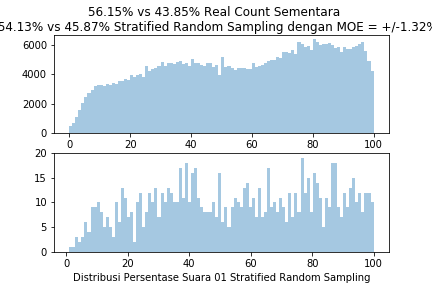 56.15% vs 43.85% Real Count Sementara
54.13% vs 45.87% Stratified Random Sampling dengan MOE = +/-1.32%
6000
4000
2000
0
0 20 40 60 80 100
20
15
10
5
0
0 20 40 60 80 100
Distribusi Persentase Suara 01 Stratified Random Sampling